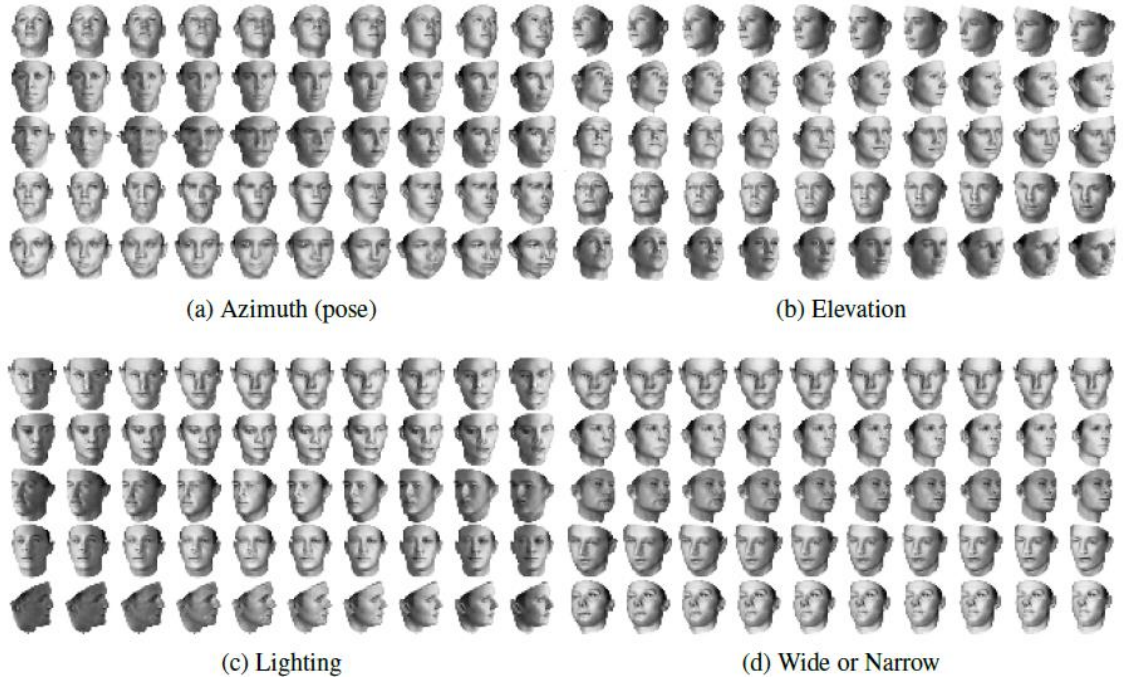 (a) Azimuth (pose)
(b) Elevation
(c) Lighting
(d) Wide or Narrow